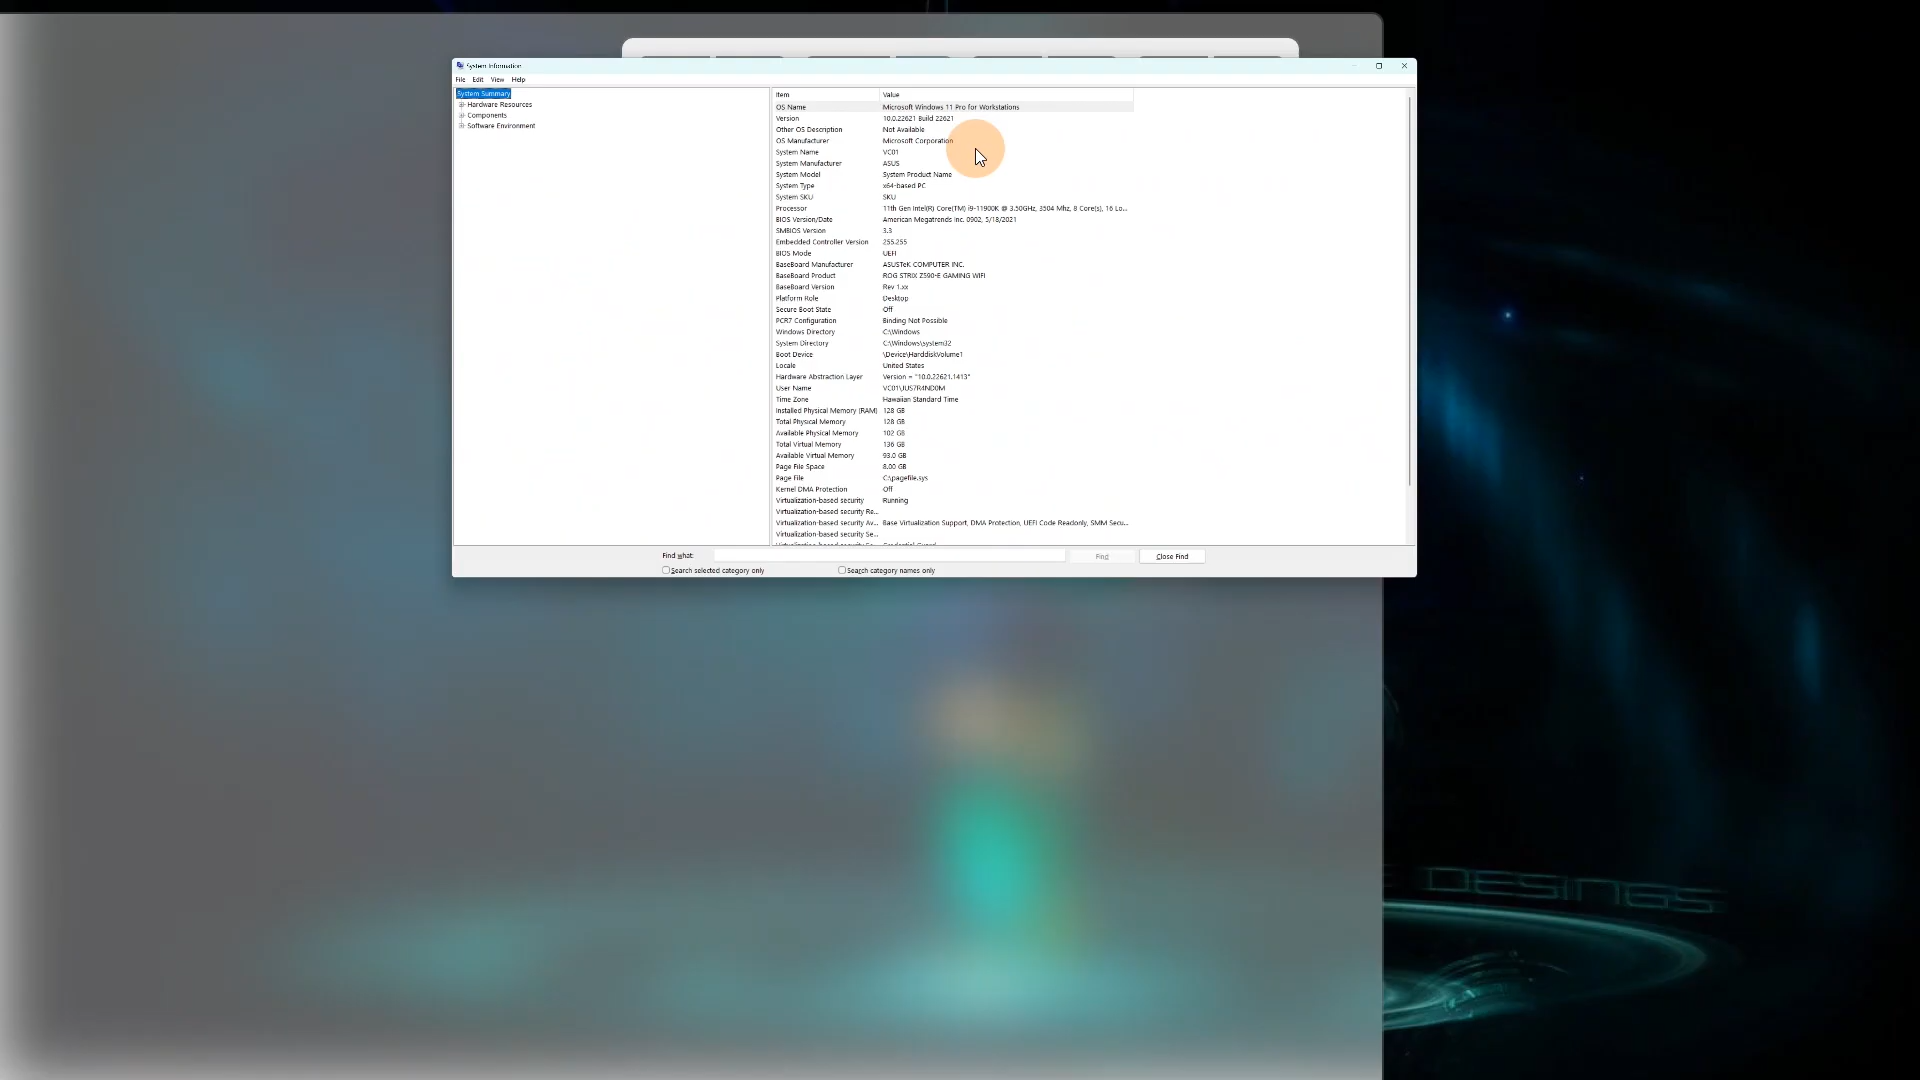 System Information
File Edit View Help
System Summary
Hardware Resources
Components
Software Environment
Item Value
OS Name Microsoft Windows 11 Pro for Workstations
Version 10.0.22621 Build 22621
Other OS Description Not Available
OS Manufacturer Microsoft Corporation
System Name VC01
System Manufacturer ASUS
System Model System Product Name
System Type x64-based PC
System SKU SKU
Processor 11th Gen Intel(R) Core(TM) i9-11900K @ 3.50GHz, 3504 Mhz, 8 Core(s), 16 Lo...
BIOS Version/Date American Megatrends Inc. 0902, 5/18/2021
SMBIOS Version 3.3
Embedded Controller Version 255.255
BIOS Mode UEFI
BaseBoard Manufacturer ASUSTeK COMPUTER INC.
BaseBoard Product ROG STRIX Z590-E GAMING WIFI
BaseBoard Version Rev 1.xx
Platform Role Desktop
Secure Boot State Off
PCR7 Configuration Binding Not Possible
Windows Directory C:\Windows
System Directory C:\Windows\system32
Boot Device \Device\HarddiskVolume1
Locale United States
Hardware Abstraction Layer Version = "10.0.22621.1413"
User Name VC01\JUS7R4ND0M
Time Zone Hawaiian Standard Time
Installed Physical Memory (RAM) 128 GB
Total Physical Memory 128 GB
Available Physical Memory 102 GB
Total Virtual Memory 136 GB
Available Virtual Memory 93.0 GB
Page File Space 8.00 GB
Page File C:\pagefile.sys
Kernel DMA Protection Off
Virtualization-based security Running
Virtualization-based security Re...
Virtualization-based security Av... Base Virtualization Support, DMA Protection, UEFI Code Readonly, SMM Secu...
Virtualization-based security Se...
Find what: Find Close Find
Search selected category only Search category names only
DESINGS